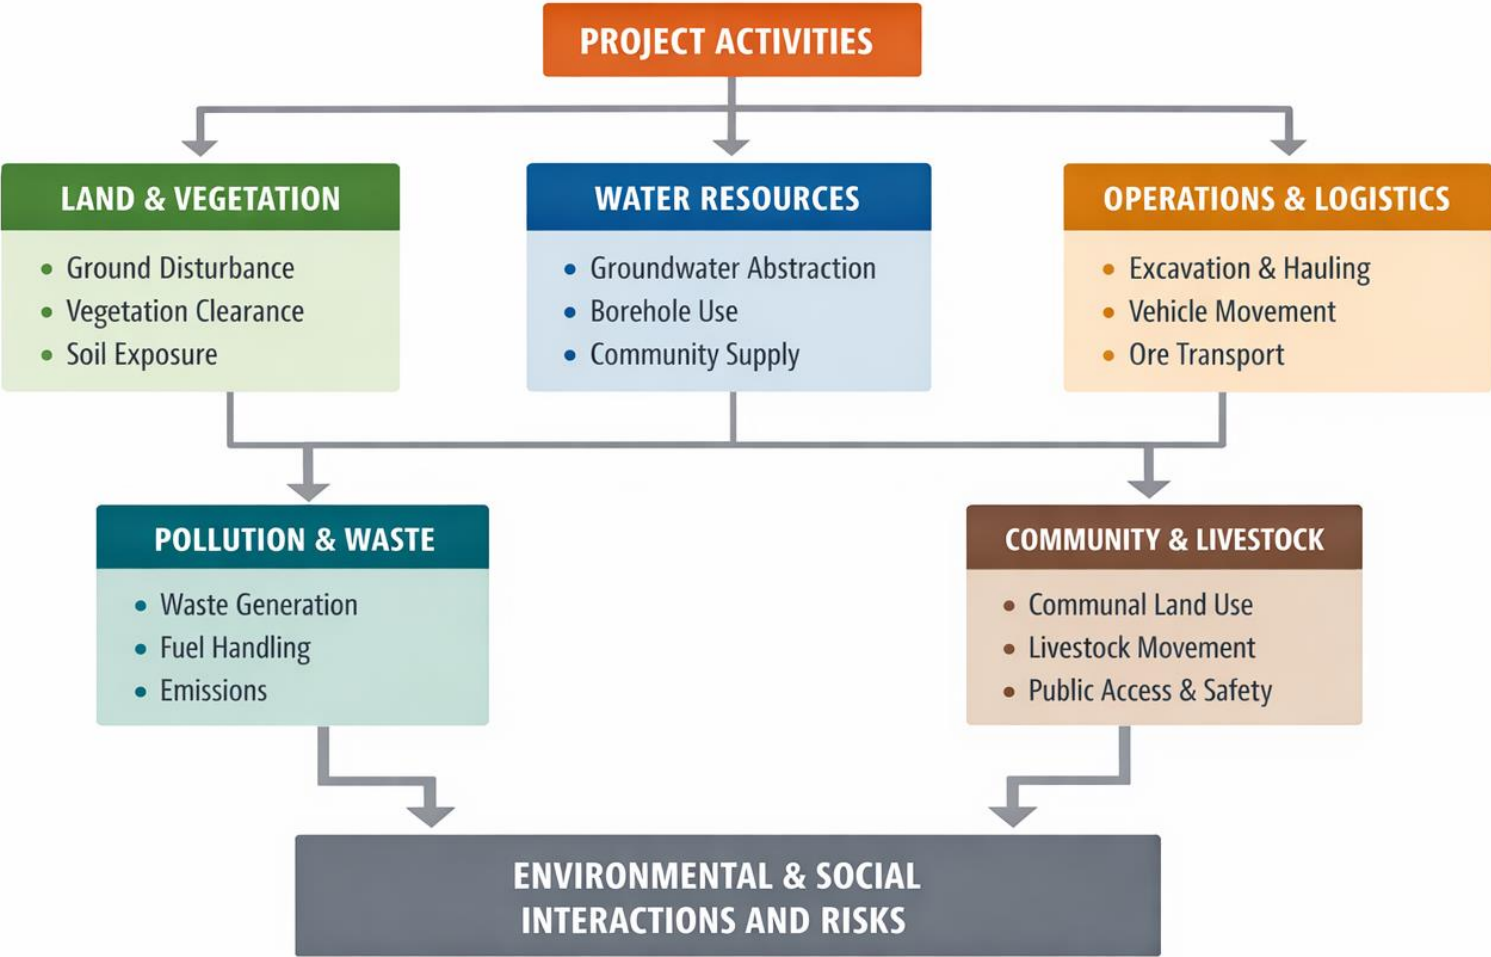 PROJECT ACTIVITIES
LAND & VEGETATION
• Ground Disturbance
• Vegetation Clearance
• Soil Exposure
WATER RESOURCES
• Groundwater Abstraction
• Borehole Use
• Community Supply
OPERATIONS & LOGISTICS
• Excavation & Hauling
• Vehicle Movement
• Ore Transport
POLLUTION & WASTE
• Waste Generation
• Fuel Handling
• Emissions
COMMUNITY & LIVESTOCK
• Communal Land Use
• Livestock Movement
• Public Access & Safety
ENVIRONMENTAL & SOCIAL
INTERACTIONS AND RISKS